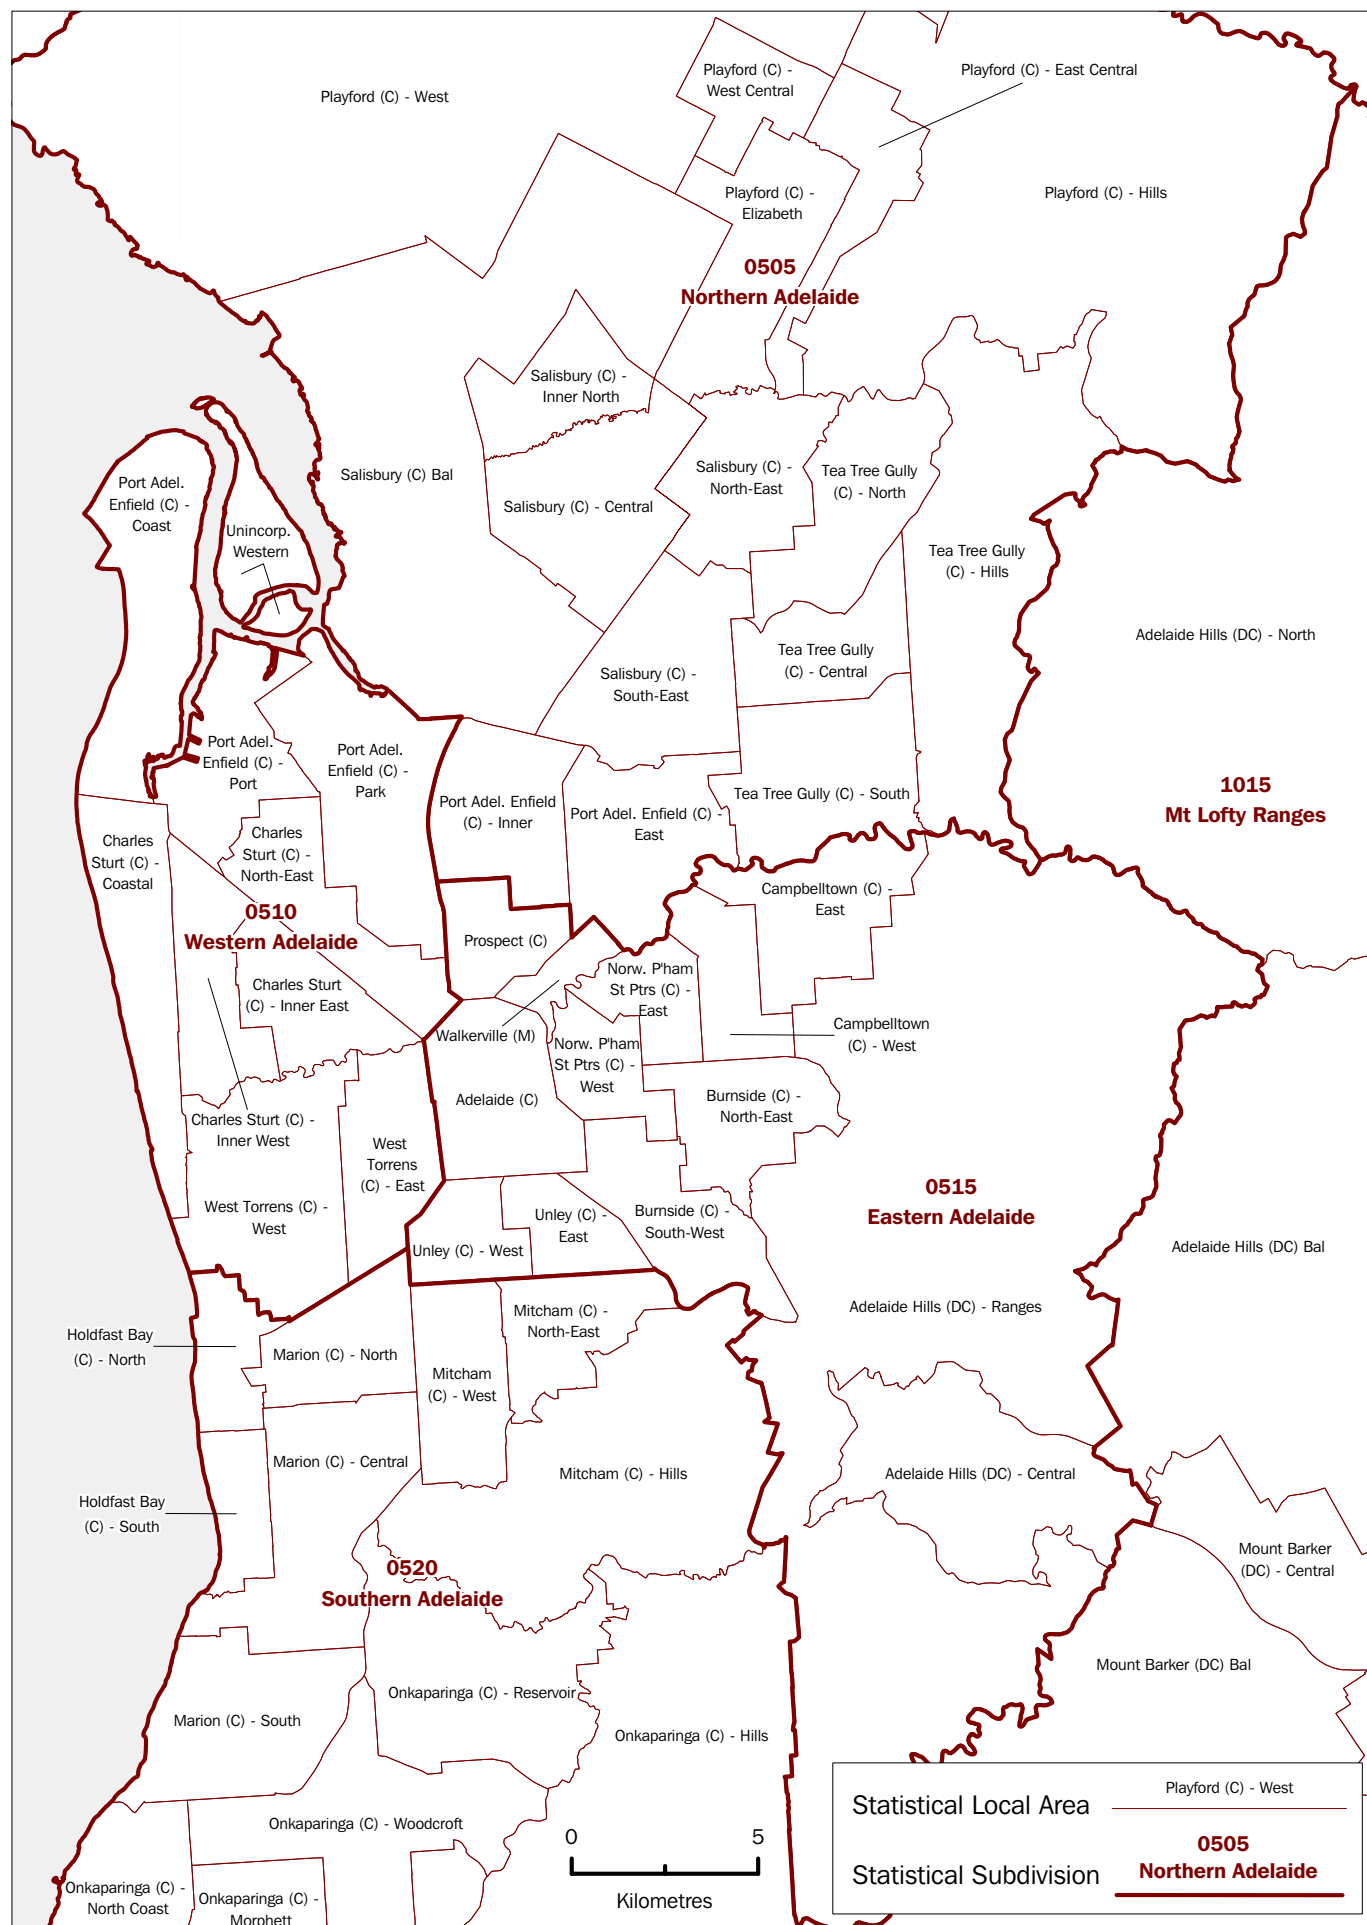 Playford (C) -
West Central
Playford (C) - East Central
Playford (C) - West
Playford (C) -
Elizabeth
Playford (C) - Hills
0505
Northern Adelaide
Salisbury (C) -
Inner North
Salisbury (C) Bal
Salisbury (C) -
North-East
Tea Tree Gully
(C) - North
Port Adel.
Enfield (C) -
Coast
Salisbury (C) - Central
Unincorp.
Western
Tea Tree Gully
(C) - Hills
Adelaide Hills (DC) - North
Tea Tree Gully
(C) - Central
Salisbury (C) -
South-East
Port Adel.
Enfield (C) -
Port
Port Adel.
Enfield (C) -
Park
1015
Mt Lofty Ranges
Port Adel. Enfield
(C) - Inner
Port Adel. Enfield (C) -
East
Tea Tree Gully (C) - South
Charles
Sturt (C) -
Coastal
Charles
Sturt (C) -
North-East
Campbelltown (C) -
East
0510
Western Adelaide
Prospect (C)
Norw. P'ham
St Ptrs (C) -
East
Charles Sturt
(C) - Inner East
Walkerville (M)
Campbelltown
(C) - West
Norw. P'ham
St Ptrs (C) -
West
Adelaide (C)
Burnside (C) -
North-East
Charles Sturt (C) -
Inner West
West
Torrens
(C) - East
West Torrens (C) -
West
0515
Eastern Adelaide
Unley (C) -
East
Burnside (C) -
South-West
Unley (C) - West
Adelaide Hills (DC) Bal
Adelaide Hills (DC) - Ranges
Mitcham (C) -
North-East
Holdfast Bay
(C) - North
Marion (C) - North
Mitcham
(C) - West
Marion (C) - Central
Mitcham (C) - Hills
Adelaide Hills (DC) - Central
Holdfast Bay
(C) - South
Mount Barker
(DC) - Central
0520
Southern Adelaide
Mount Barker (DC) Bal
Onkaparinga (C) - Reservoir
Marion (C) - South
Onkaparinga (C) - Hills
Onkaparinga (C) - Woodcroft
Onkaparinga (C) -
North Coast
Onkaparinga (C) -
Morphett
0 5
Kilometres
Playford (C) - West
Statistical Local Area
0505
Northern Adelaide
Statistical Subdivision